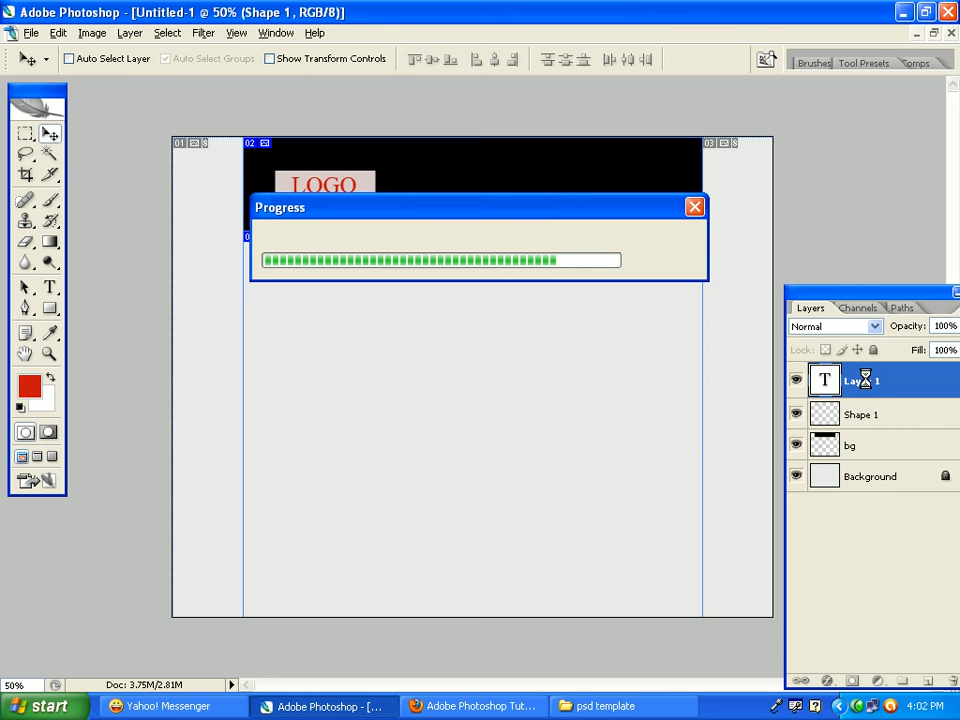 Adobe Photoshop - [Untitled-1 @ 50% (Shape 1, RGB/8)]
File Edit Image Layer Select Filter View Window Help
Auto Select Layer Auto Select Groups Show Transform Controls
Brushes Tool Presets Comps
01 02 03
LOGO
Progress
Layers Channels Paths
Normal Opacity: 100%
Lock: Fill: 100%
T 1
Shape 1
bg
Background
50% Doc: 3.75M/2.81M
start Yahoo! Messenger Adobe Photoshop - [... Adobe Photoshop Tut... psd template 4:02 PM